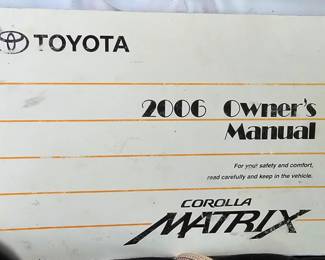 TOYOTA
2006 Owner's
Manual
For your safety and comfort,
read carefully and keep in the vehicle.
COROLLA
MATRIX